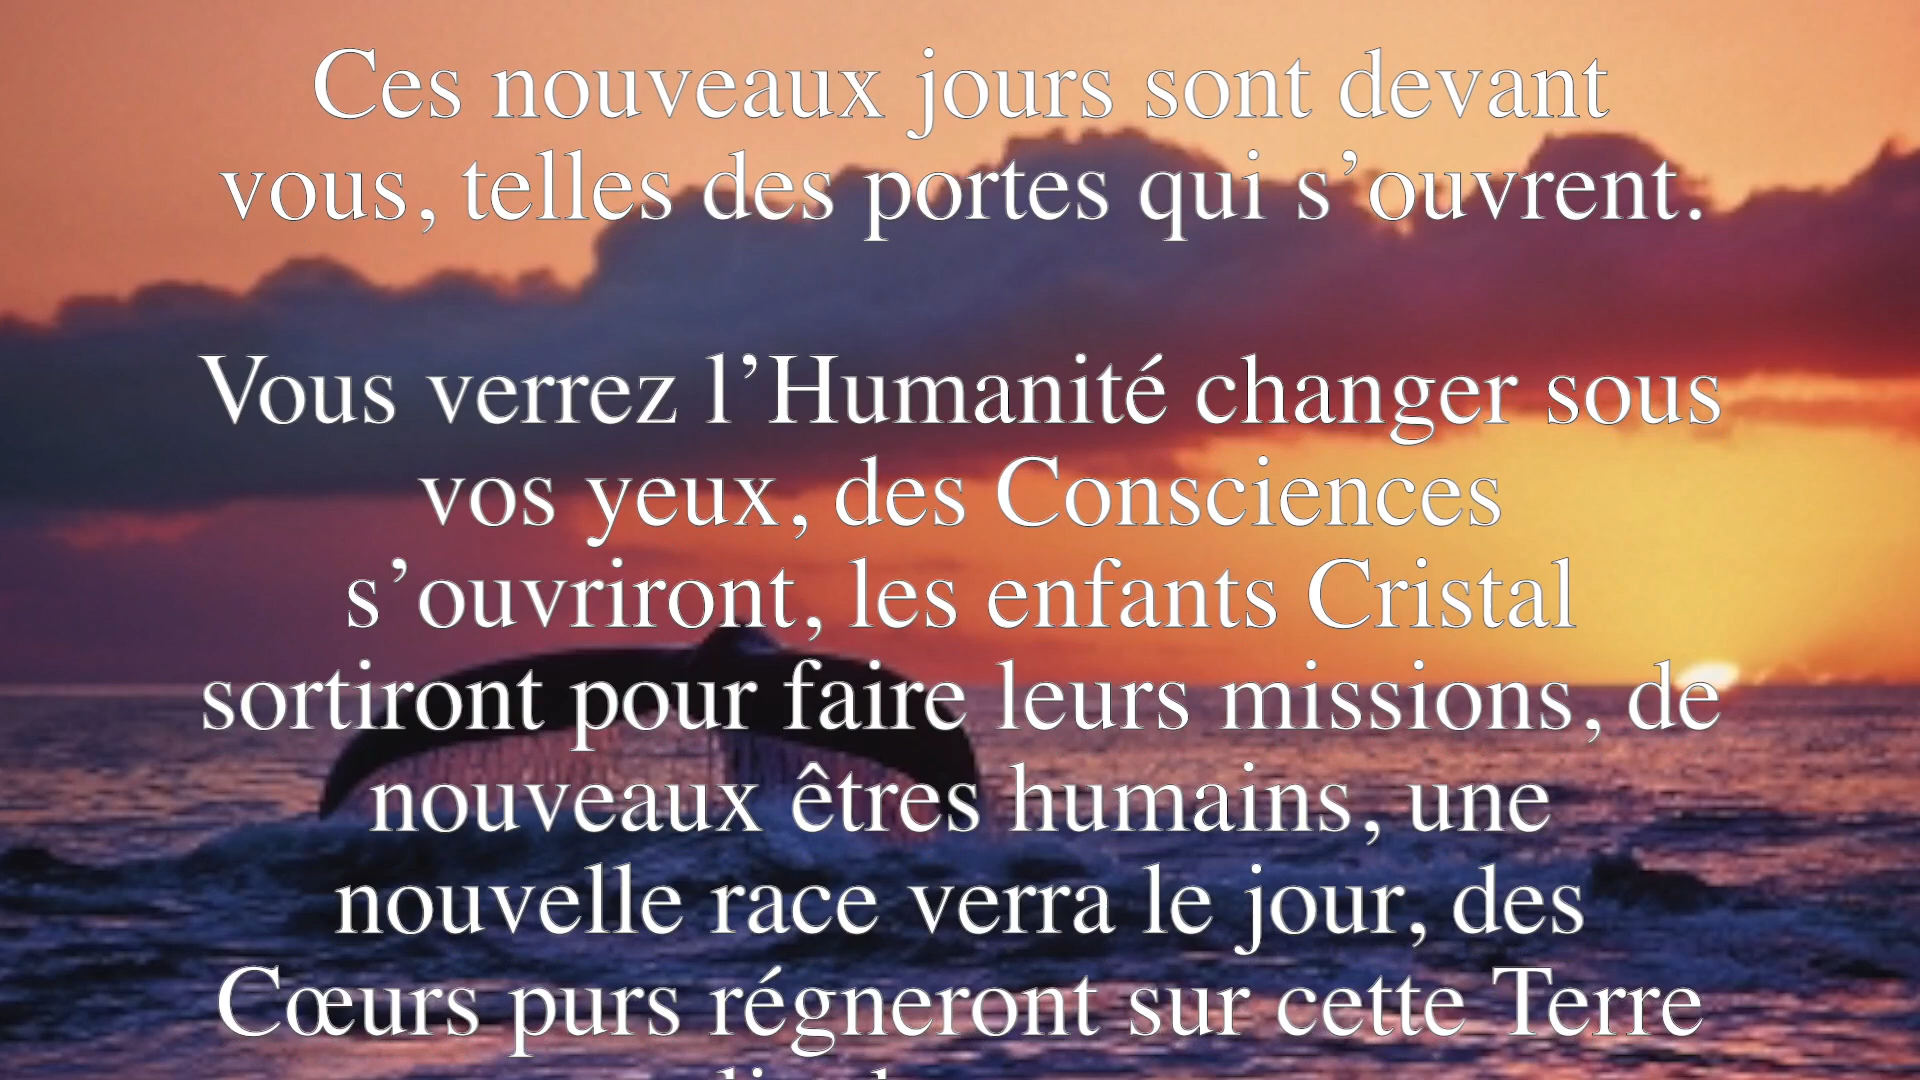 Ces nouveaux jours sont devant
vous, telles des portes qui s’ouvrent.
Vous verrez l’Humanité changer sous
vos yeux, des Consciences
s’ouvriront, les enfants Cristal
sortiront pour faire leurs missions, de
nouveaux êtres humains, une
nouvelle race verra le jour, des
Cœurs purs régneront sur cette Terre